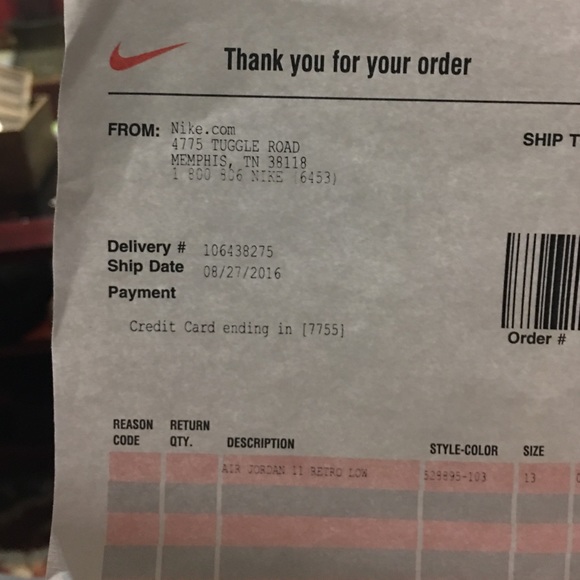 Thank you for your order
FROM: Nike.com
4775 TUGGLE ROAD
MEMPHIS, TN 38118
1 800 806 NIKE (6453)
SHIP T
Delivery # 106438275
Ship Date 08/27/2016
Payment
Credit Card ending in [7755]
Order #
REASON CODE RETURN QTY. DESCRIPTION STYLE-COLOR SIZE
AIR JORDAN 11 RETRO LOW 528895-103 13